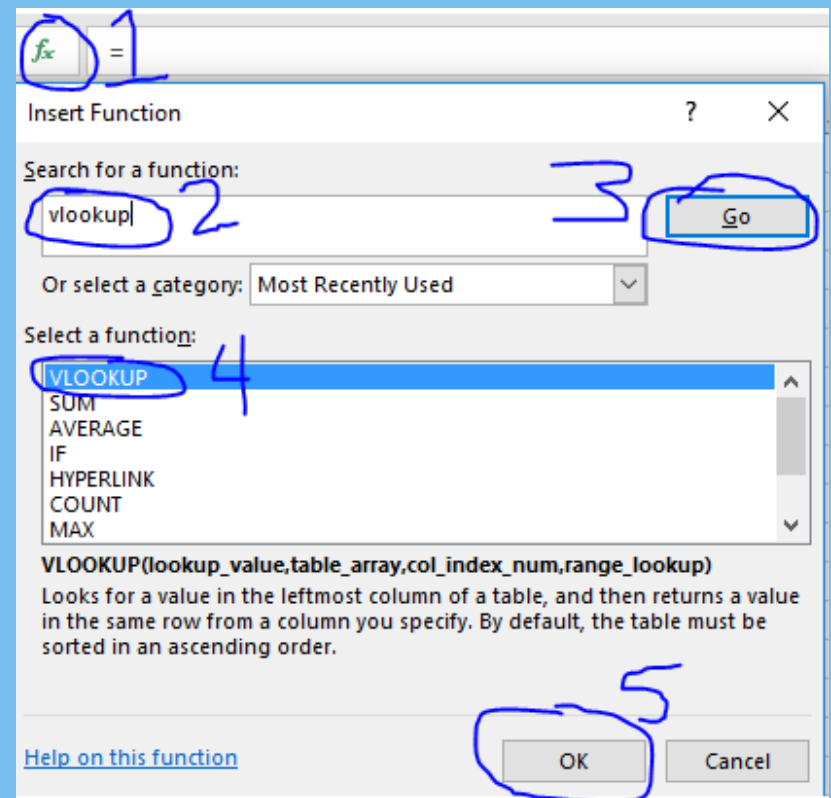 fx = 1
Insert Function ? X
Search for a function:
vlookup 2 3 Go
Or select a category: Most Recently Used
Select a function:
VLOOKUP 4
SUM
AVERAGE
IF
HYPERLINK
COUNT
MAX
VLOOKUP(lookup_value,table_array,col_index_num,range_lookup)
Looks for a value in the leftmost column of a table, and then returns a value
in the same row from a column you specify. By default, the table must be
sorted in an ascending order.
5
Help on this function OK Cancel